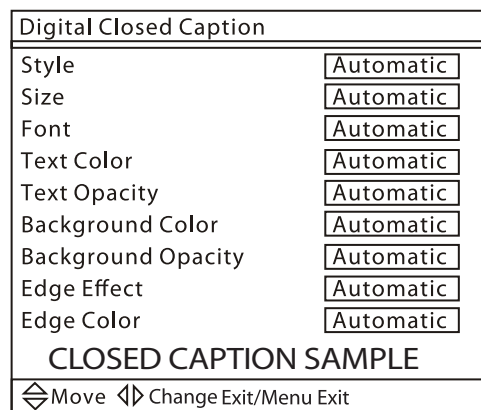 Digital Closed Caption
Style Automatic
Size Automatic
Font Automatic
Text Color Automatic
Text Opacity Automatic
Background Color Automatic
Background Opacity Automatic
Edge Effect Automatic
Edge Color Automatic
CLOSED CAPTION SAMPLE
Move Change Exit/Menu Exit